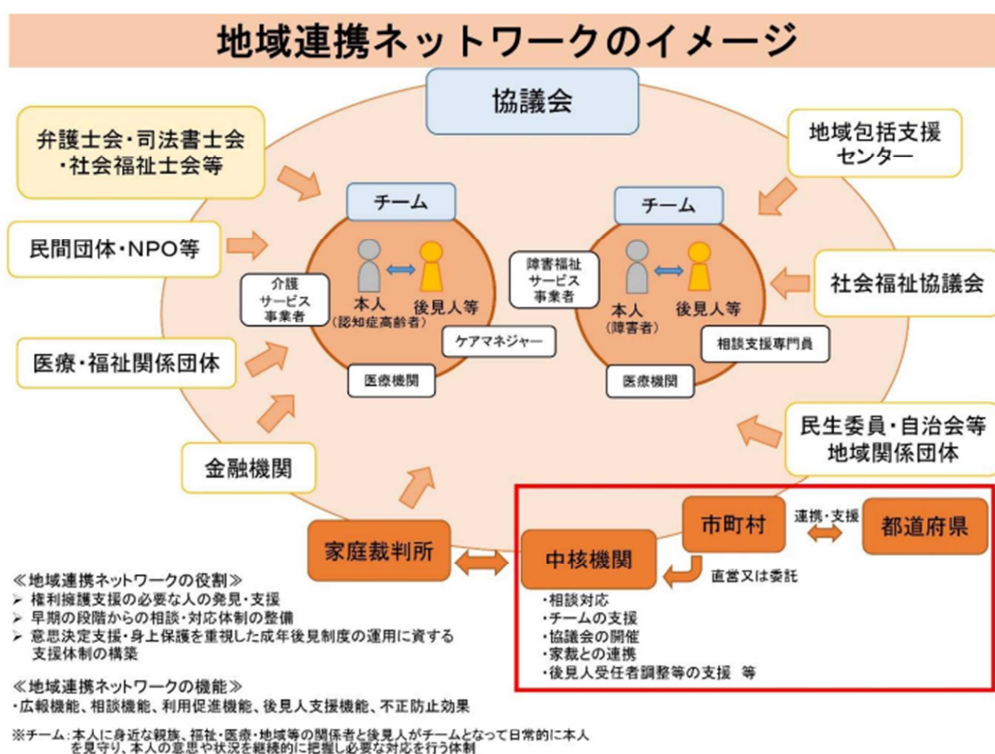 地域連携ネットワークのイメージ
協議会
弁護士会・司法書士会
・社会福祉士会等
地域包括支援
センター
チーム
チーム
民間団体・NPO等
介護
サービス
事業者
本人
(認知症高齢者)
後見人等
障害福祉
サービス
事業者
本人
(障害者)
後見人等
社会福祉協議会
ケアマネジャー
相談支援専門員
医療・福祉関係団体
医療機関
医療機関
金融機関
民生委員・自治会等
地域関係団体
家庭裁判所
中核機関
市町村
連携・支援
都道府県
直営又は委託
・相談対応
・チームの支援
・協議会の開催
・家裁との連携
・後見人受任者調整等の支援 等
≪地域連携ネットワークの役割≫
➢ 権利擁護支援の必要な人の発見・支援
➢ 早期の段階からの相談・対応体制の整備
➢ 意思決定支援・身上保護を重視した成年後見制度の運用に資する
支援体制の構築
≪地域連携ネットワークの機能≫
・広報機能、相談機能、利用促進機能、後見人支援機能、不正防止効果
※チーム：本人に身近な親族、福祉・医療・地域等の関係者と後見人がチームとなって日常的に本人
を見守り、本人の意思や状況を継続的に把握し必要な対応を行う体制